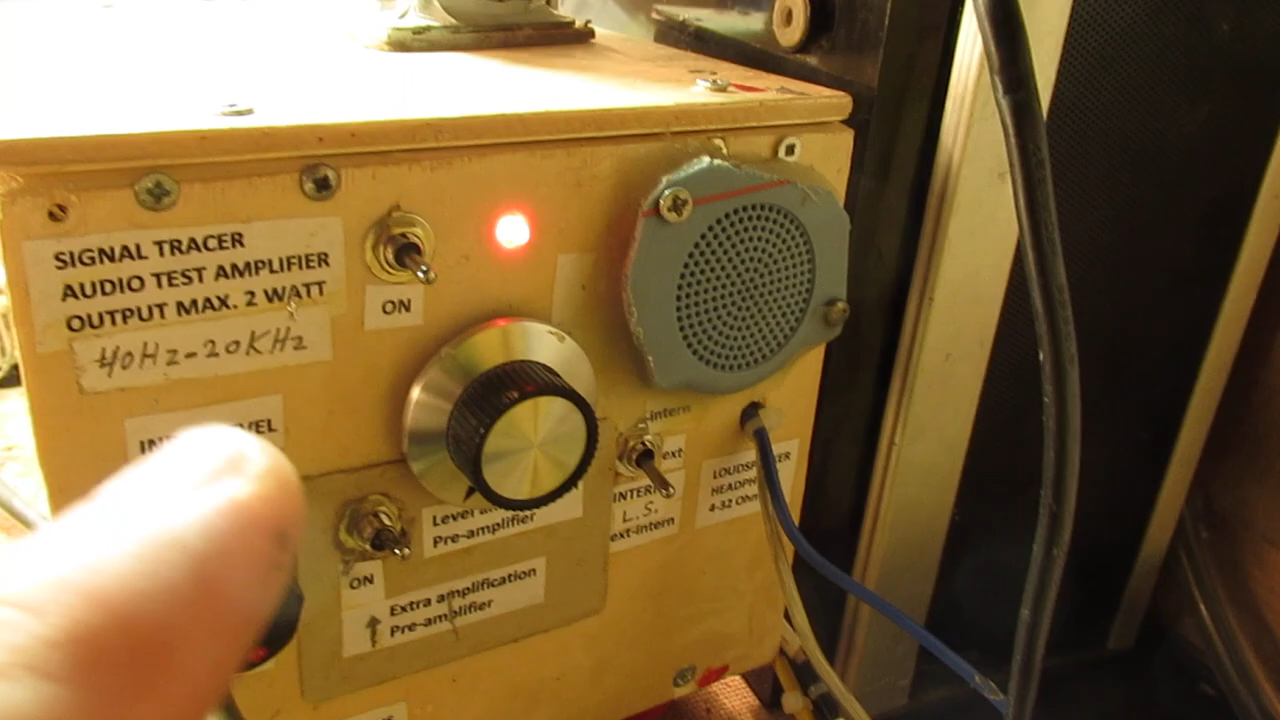 SIGNAL TRACER
AUDIO TEST AMPLIFIER
OUTPUT MAX. 2 WATT
40Hz-20KHz
ON
intern
ext
INTERN
L.S.
ext-intern
LOUDSPEAKER
4-32 Ohm
Level
Pre-amplifier
ON
Extra amplification
Pre-amplifier